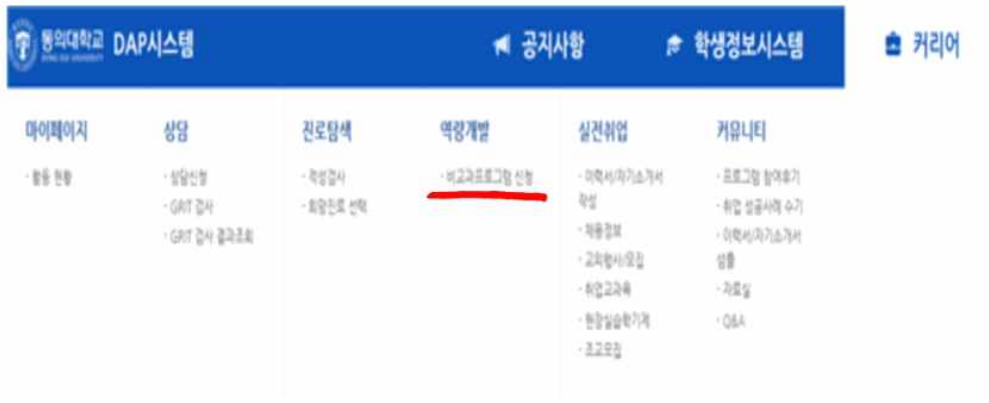 동의대학교 DAP시스템
공지사항
학생정보시스템
커리어
마이페이지
· 활동 현황
상담
· 상담신청
· GRIT 검사
· GRIT 검사 결과조회
진로탐색
· 적성검사
· 희망진로 선택
역량개발
· 비교과프로그램 신청
실전취업
· 이력서/자기소개서
작성
· 채용정보
· 교외행사/모집
· 취업교과목
· 현장실습학기제
· 조교모집
커뮤니티
· 프로그램 참여후기
· 취업 성공사례 수기
· 이력서/자기소개서
샘플
· 자료실
· Q&A